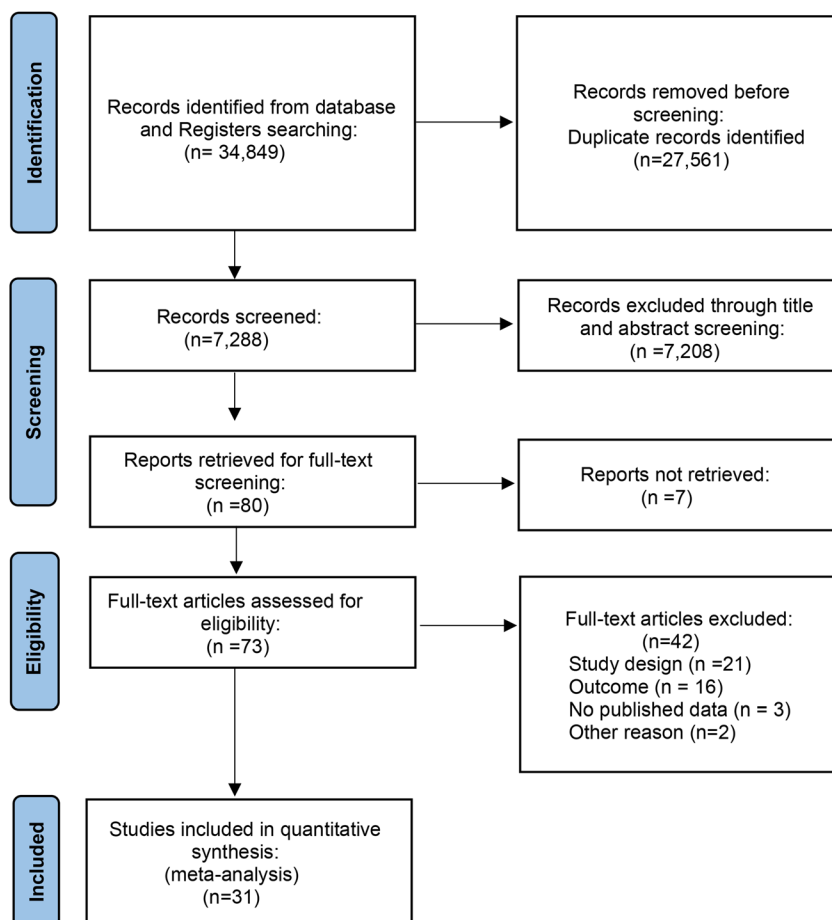 Identification
Records identified from database
and Registers searching:
(n= 34,849)
Records removed before
screening:
Duplicate records identified
(n=27,561)
Screening
Records screened:
(n=7,288)
Records excluded through title
and abstract screening:
(n =7,208)
Reports retrieved for full-text
screening:
(n =80)
Reports not retrieved:
(n =7)
Eligibility
Full-text articles assessed for
eligibility:
(n =73)
Full-text articles excluded:
(n=42)
Study design (n =21)
Outcome (n = 16)
No published data (n = 3)
Other reason (n=2)
Included
Studies included in quantitative
synthesis:
(meta-analysis)
(n=31)